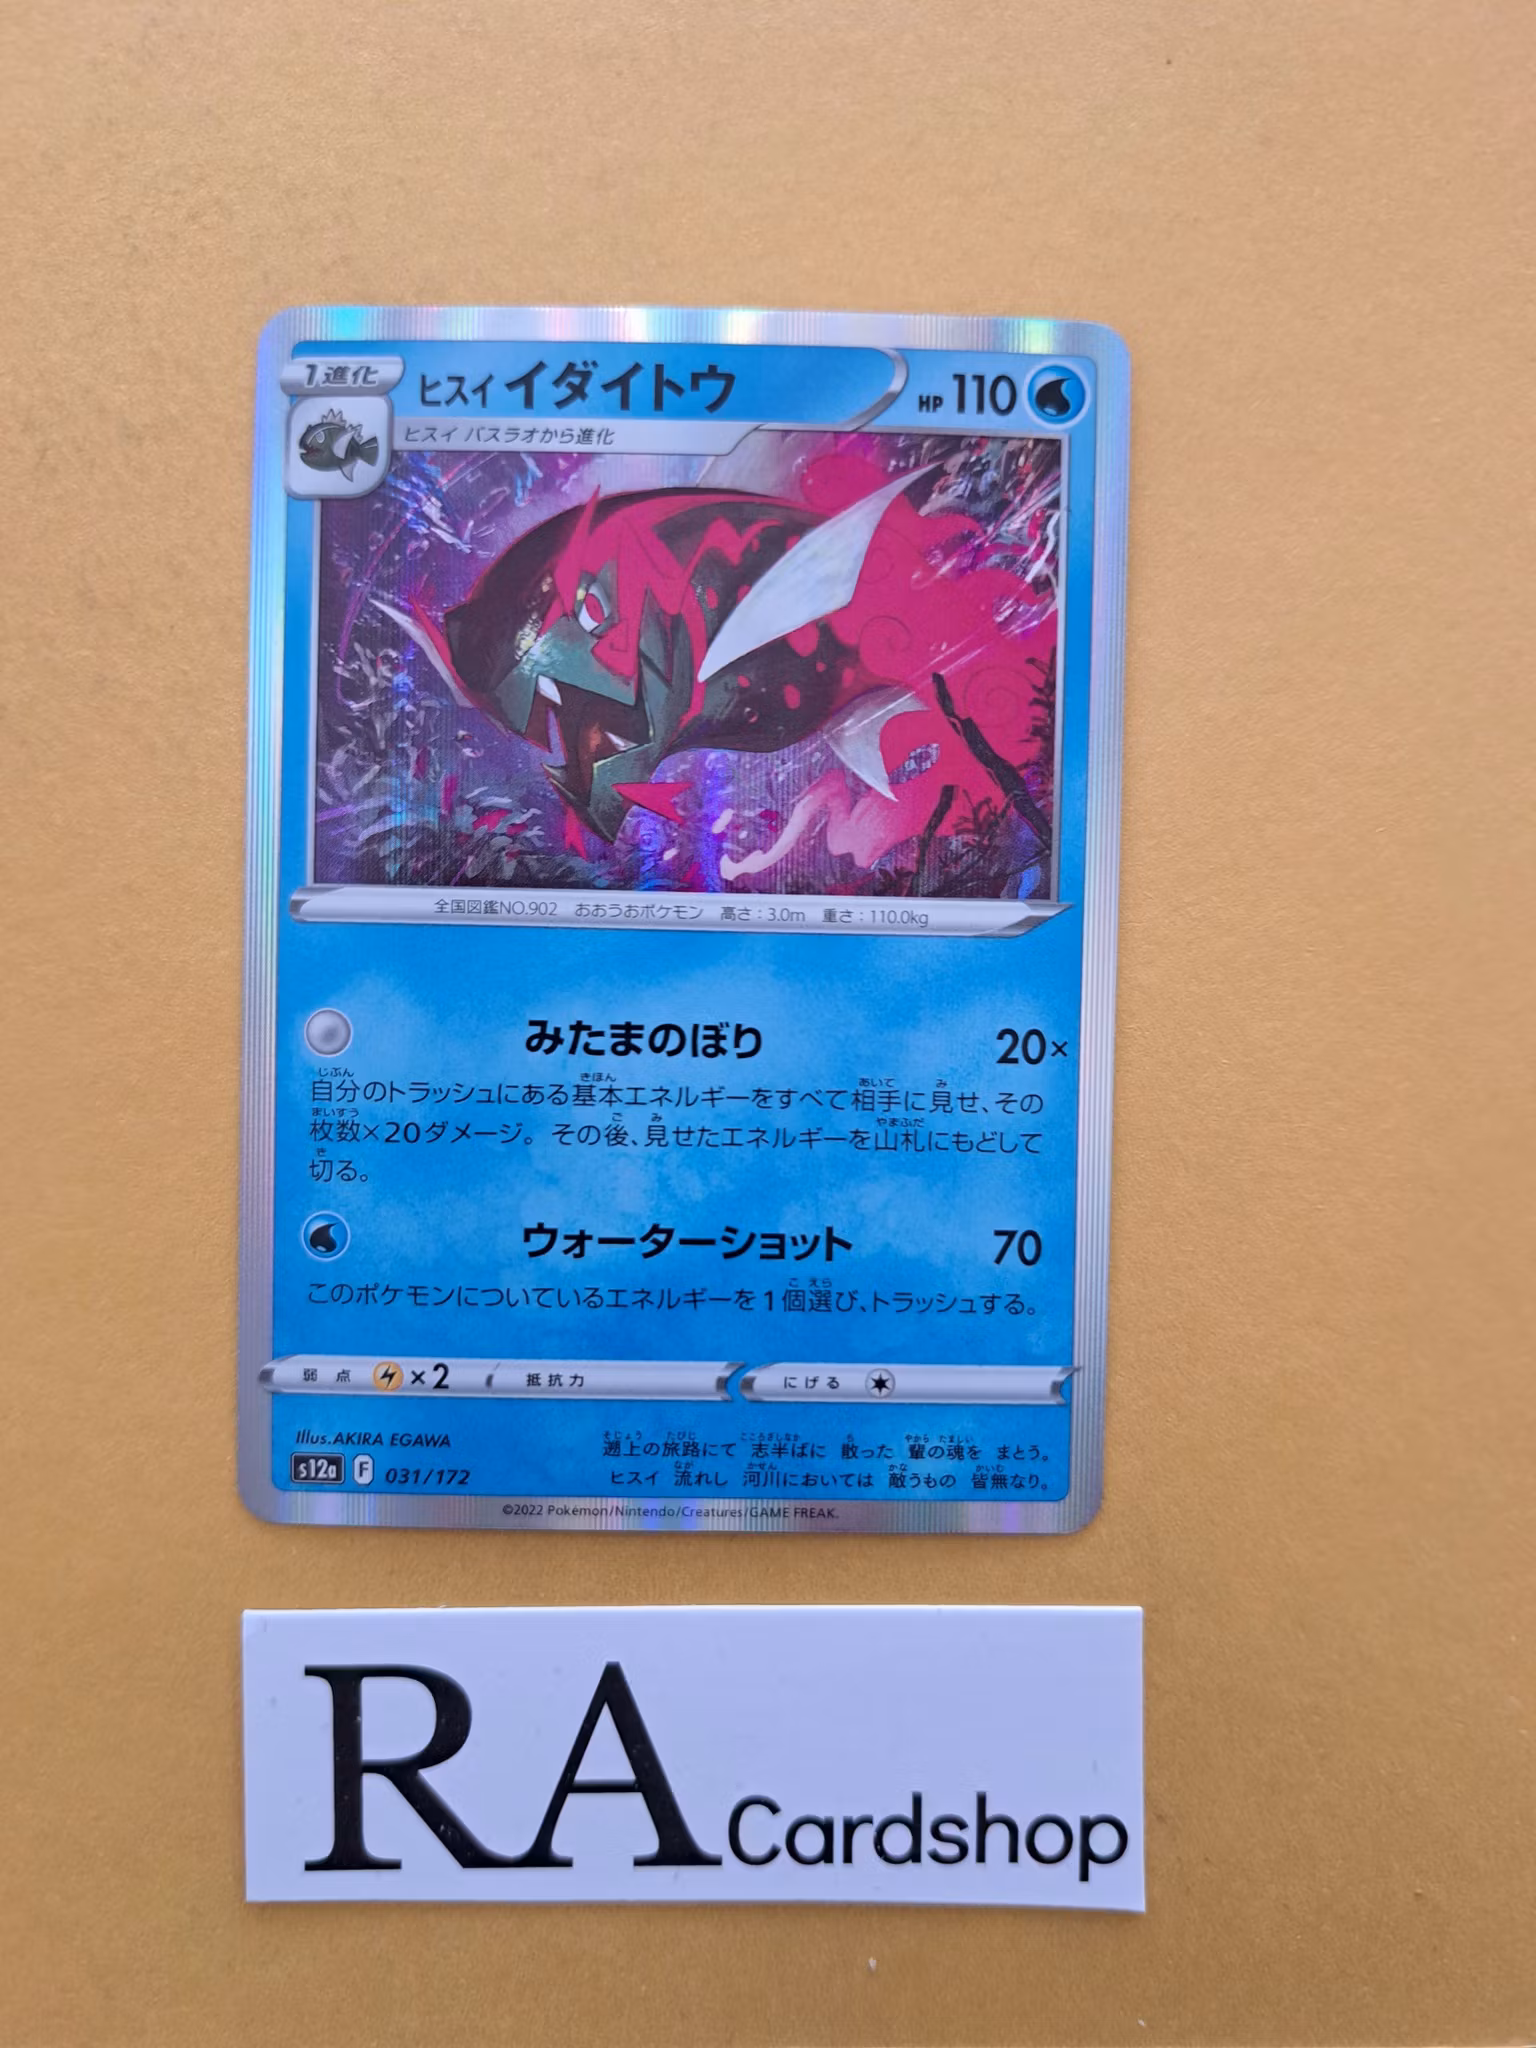 1進化
ヒスイ イダイトウ
HP 110
ヒスイ バスラオから進化
全国図鑑NO.902 おおうおポケモン 高さ：3.0m 重さ：110.0kg
みたまのぼり 20×
自分のトラッシュにある基本エネルギーをすべて相手に見せ、その
枚数×20ダメージ。その後、見せたエネルギーを山札にもどして
切る。
ウォーターショット 70
このポケモンについているエネルギーを1個選び、トラッシュする。
弱点 ×2 抵抗力 にげる
Illus.AKIRA EGAWA
s12a F 031/172
遡上の旅路にて 志半ばに 散った 輩の魂を まとう。
ヒスイ 流れし 河川においては 敵うもの 皆無なり。
©2022 Pokémon/Nintendo/Creatures/GAME FREAK.
RA Cardshop